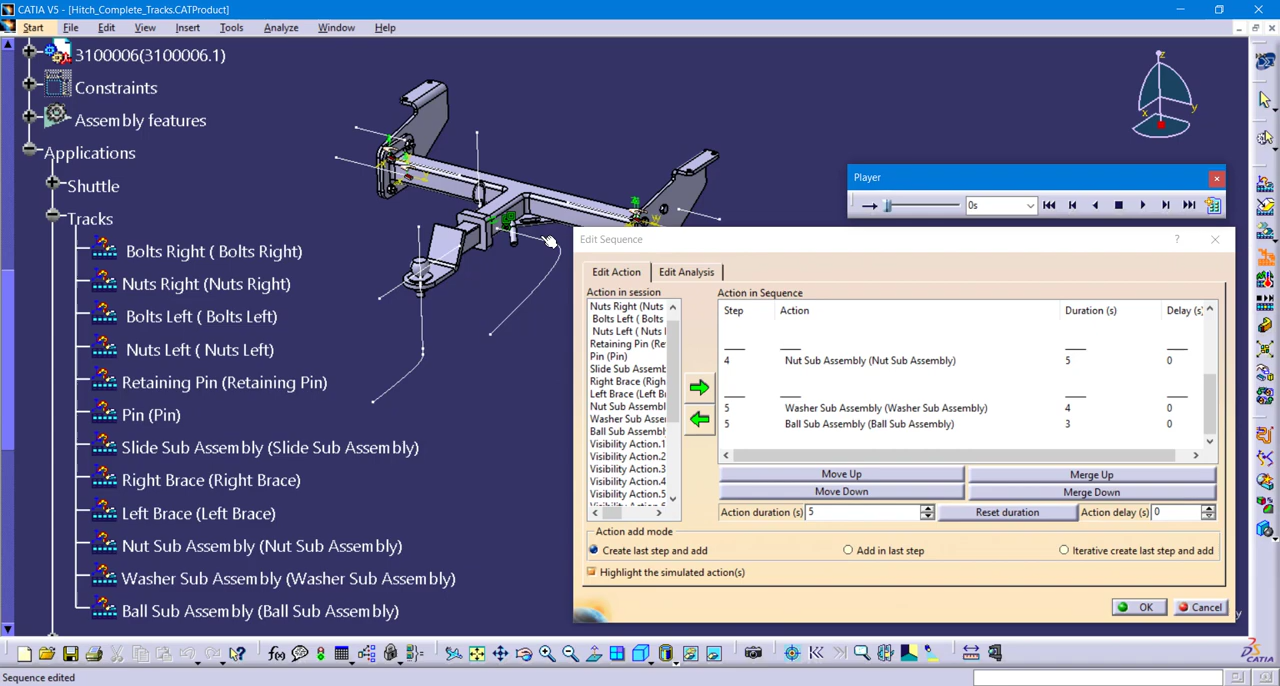 CATIA V5 - [Hitch_Complete_Tracks.CATProduct]
Start File Edit View Insert Tools Analyze Window Help
3100006(3100006.1)
Constraints
Assembly features
Applications
Shuttle
Tracks
Bolts Right ( Bolts Right)
Nuts Right (Nuts Right)
Bolts Left ( Bolts Left)
Nuts Left ( Nuts Left)
Retaining Pin (Retaining Pin)
Pin (Pin)
Slide Sub Assembly (Slide Sub Assembly)
Right Brace (Right Brace)
Left Brace (Left Brace)
Nut Sub Assembly (Nut Sub Assembly)
Washer Sub Assembly (Washer Sub Assembly)
Ball Sub Assembly (Ball Sub Assembly)
z
y
x
Player
0s
Edit Sequence
?
Edit Action Edit Analysis
Action in session
Nuts Right (Nuts
Bolts Left ( Bolts
Nuts Left ( Nuts L
Retaining Pin (Re
Pin (Pin)
Slide Sub Assemb
Right Brace (Righ
Left Brace (Left B
Nut Sub Assembl
Washer Sub Asse
Ball Sub Assembl
Visibility Action.1
Visibility Action.2
Visibility Action.3
Visibility Action.4
Visibility Action.5
Action in Sequence
Step Action Duration (s) Delay (s)
4 Nut Sub Assembly (Nut Sub Assembly) 5 0
5 Washer Sub Assembly (Washer Sub Assembly) 4 0
5 Ball Sub Assembly (Ball Sub Assembly) 3 0
Move Up Merge Up
Move Down Merge Down
Action duration (s) 5 Reset duration Action delay (s) 0
Action add mode
Create last step and add Add in last step Iterative create last step and add
Highlight the simulated action(s)
OK Cancel
f(x)
CATIA
Sequence edited